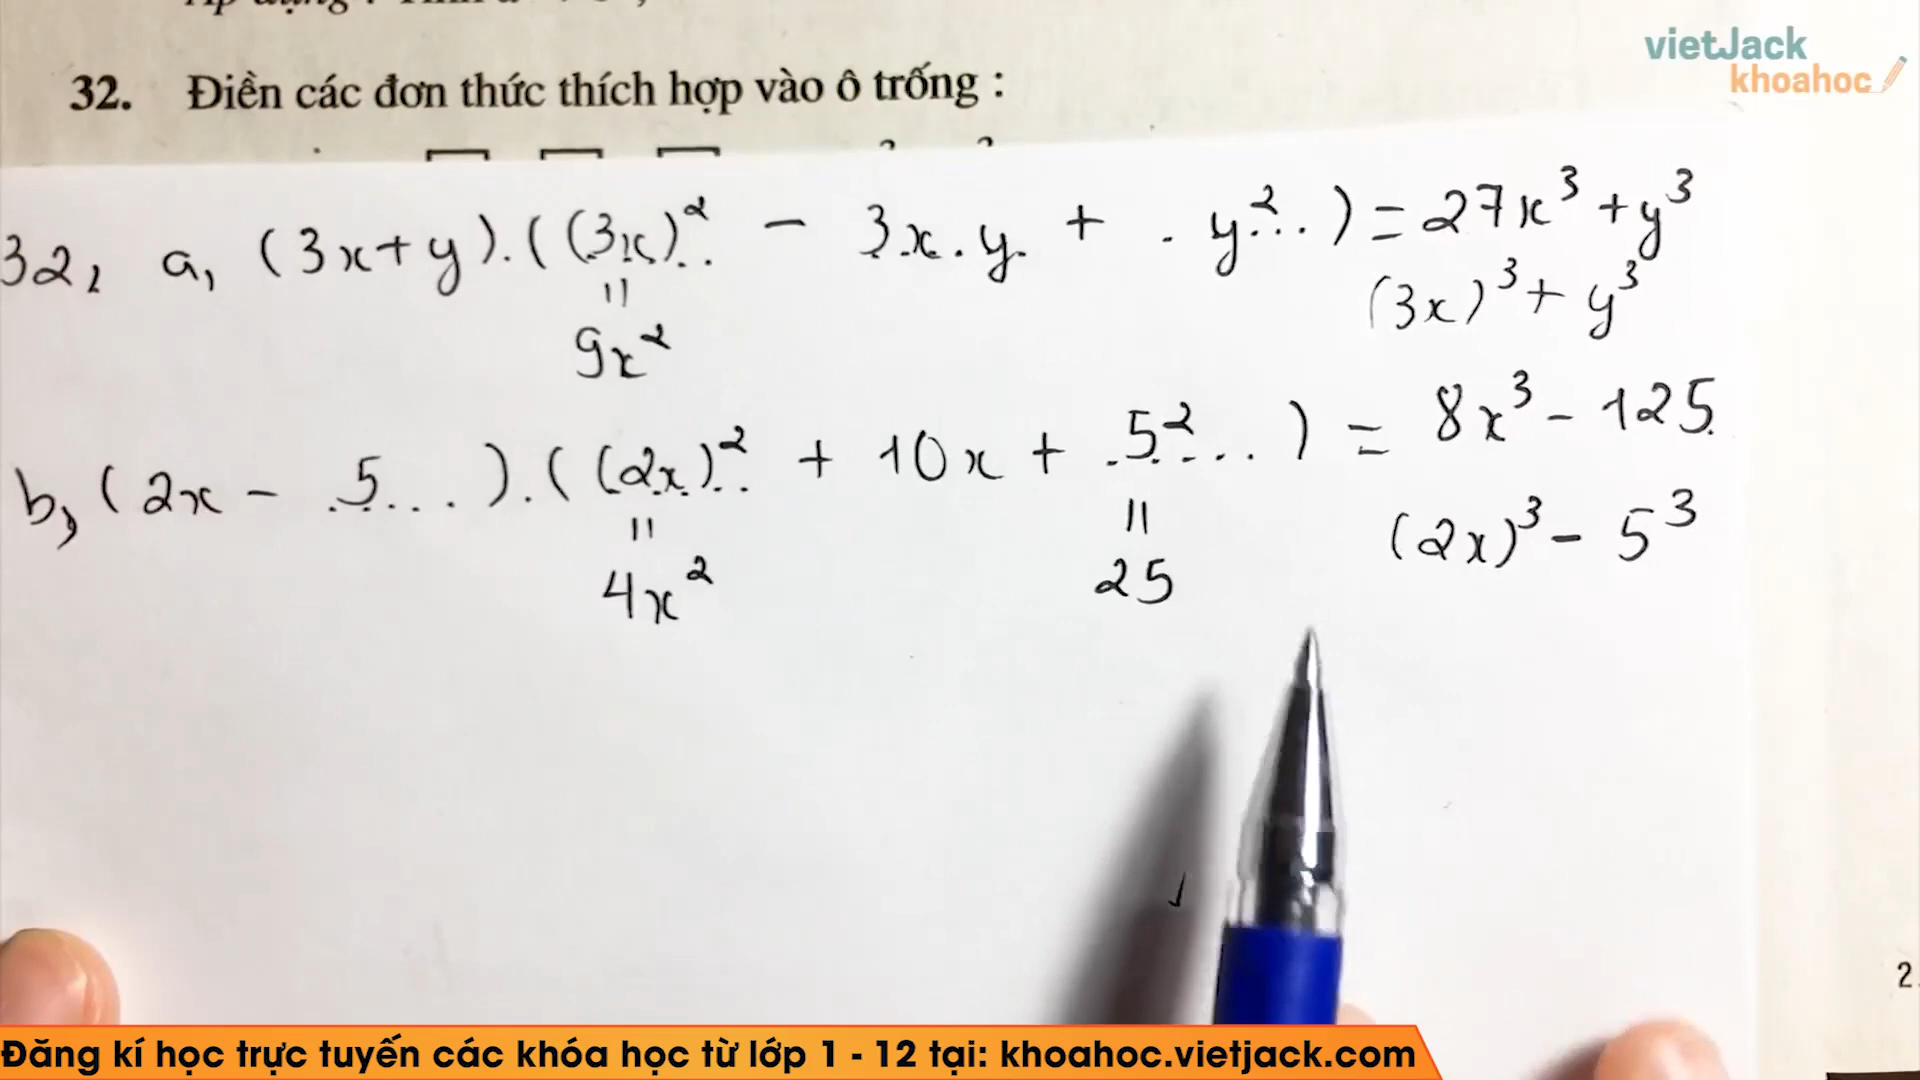 vietJack
khoahoc
32. Điền các đơn thức thích hợp vào ô trống :
32, a, (3x+y).((3x)² - 3x.y + y²...) = 27x³ + y³
(3x)³ + y³
=
9x²
b, (2x - 5...).((2x)² + 10x + 5²...) = 8x³ - 125
(2x)³ - 5³
= =
4x² 25
2.
Đăng kí học trực tuyến các khóa học từ lớp 1 - 12 tại: khoahoc.vietjack.com